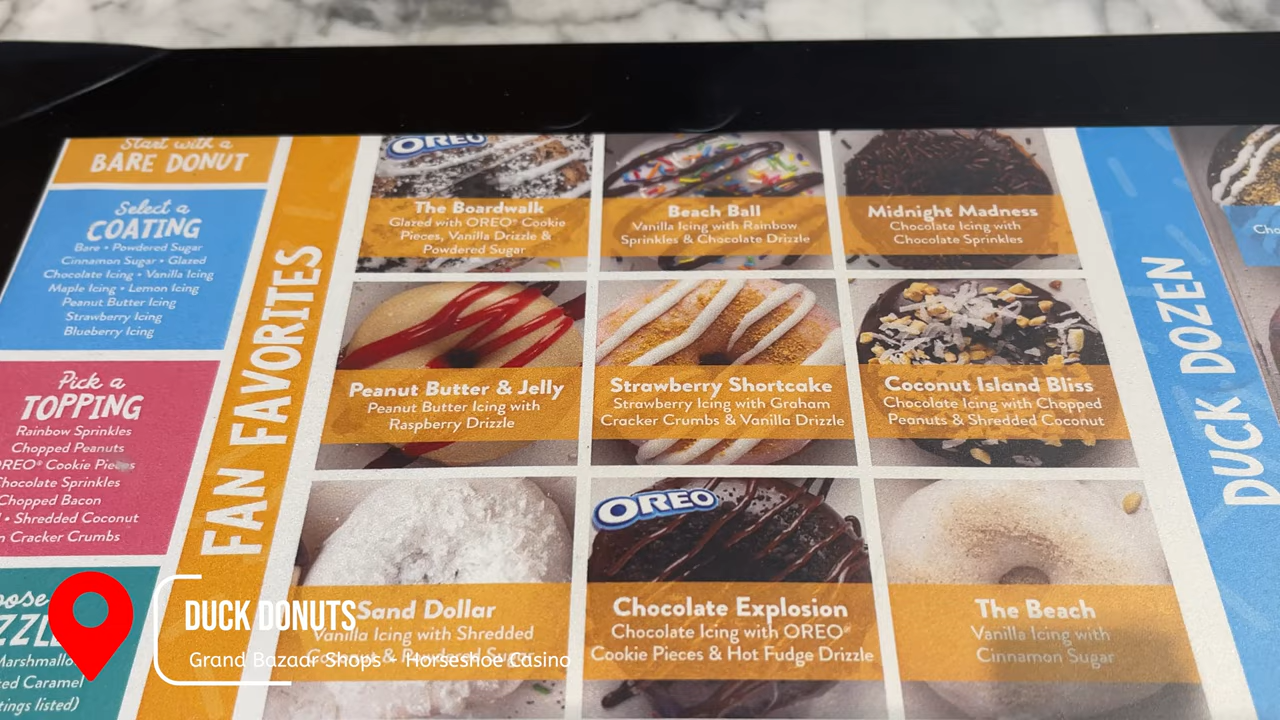 Start with a
BARE DONUT
Select a
COATING
Bare • Powdered Sugar
Cinnamon Sugar • Glazed
Chocolate Icing • Vanilla Icing
Maple Icing • Lemon Icing
Peanut Butter Icing
Strawberry Icing
Blueberry Icing
Pick a
TOPPING
Rainbow Sprinkles
Chopped Peanuts
OREO® Cookie Pieces
Chocolate Sprinkles
Chopped Bacon
• Shredded Coconut
Cracker Crumbs
Marshmallow
Caramel
listed)
FAN FAVORITES
OREO
The Boardwalk
Glazed with OREO® Cookie
Pieces, Vanilla Drizzle &
Powdered Sugar
Beach Ball
Vanilla Icing with Rainbow
Sprinkles & Chocolate Drizzle
Midnight Madness
Chocolate Icing with
Chocolate Sprinkles
Peanut Butter & Jelly
Peanut Butter Icing with
Raspberry Drizzle
Strawberry Shortcake
Strawberry Icing with Graham
Cracker Crumbs & Vanilla Drizzle
Coconut Island Bliss
Chocolate Icing with Chopped
Peanuts & Shredded Coconut
Sand Dollar
Vanilla Icing with Shredded
Coconut & Powdered Sugar
OREO
Chocolate Explosion
Chocolate Icing with OREO®
Cookie Pieces & Hot Fudge Drizzle
The Beach
Vanilla Icing with
Cinnamon Sugar
DUCK DOZEN
DUCK DONUTS
Grand Bazaar Shops - Horseshoe Casino